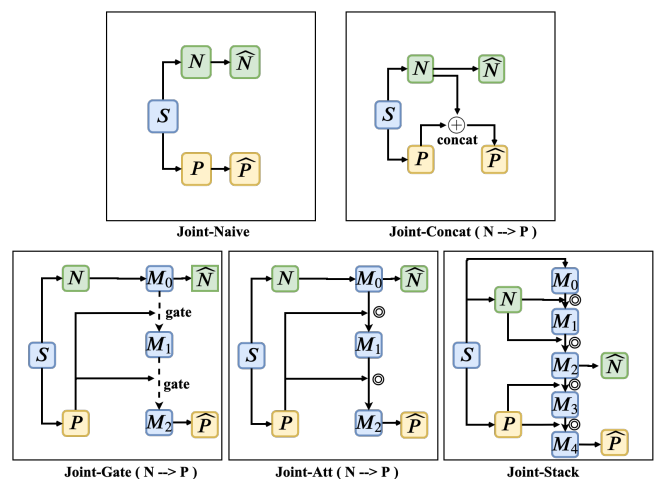 N N̂
S
P P̂
Joint-Naive
N N̂
S
concat
P P̂
Joint-Concat ( N --> P )
N M₀ N̂
gate
S M₁
gate
P M₂ P̂
Joint-Gate ( N --> P )
N M₀ N̂
S M₁
P M₂ P̂
Joint-Att ( N --> P )
M₀
N
M₁
S M₂ N̂
M₃
P
M₄ P̂
Joint-Stack